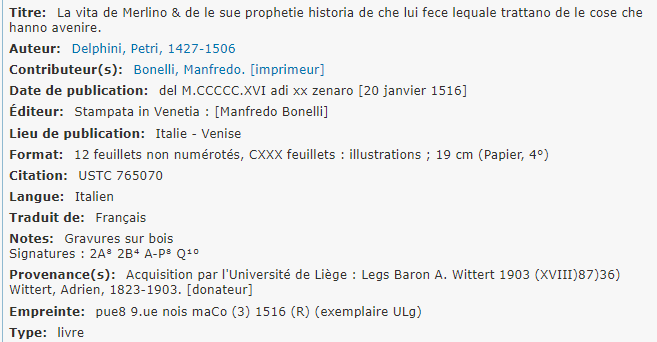 Titre: La vita de Merlino & de le sue prophetie historia de che lui fece lequale trattano de le cose che
hanno avenire.
Auteur: Delphini, Petri, 1427-1506
Contributeur(s): Bonelli, Manfredo. [imprimeur]
Date de publication: del M.CCCCC.XVI adi xx zenaro [20 janvier 1516]
Éditeur: Stampata in Venetia : [Manfredo Bonelli]
Lieu de publication: Italie - Venise
Format: 12 feuillets non numérotés, CXXX feuillets : illustrations ; 19 cm (Papier, 4°)
Citation: USTC 765070
Langue: Italien
Traduit de: Français
Notes: Gravures sur bois
Signatures : 2A⁸ 2B⁴ A-P⁸ Q¹⁰
Provenance(s): Acquisition par l'Université de Liège : Legs Baron A. Wittert 1903 (XVIII)87)36)
Wittert, Adrien, 1823-1903. [donateur]
Empreinte: pue8 9.ue nois maCo (3) 1516 (R) (exemplaire ULg)
Type: livre